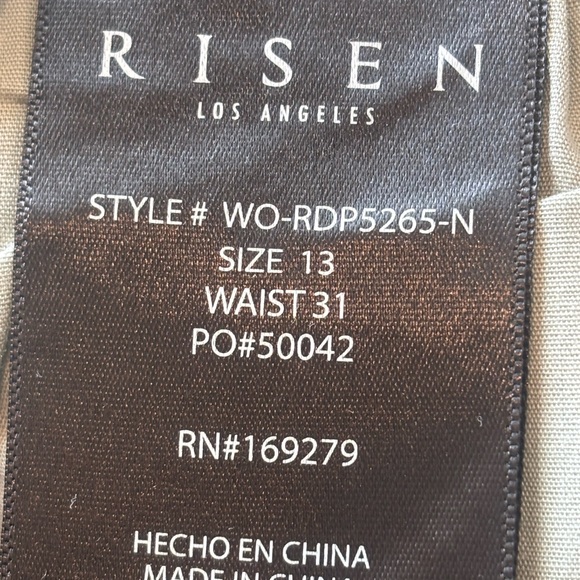 RISEN
LOS ANGELES
STYLE # WO-RDP5265-N
SIZE 13
WAIST 31
PO#50042
RN#169279
HECHO EN CHINA
MADE IN CHINA